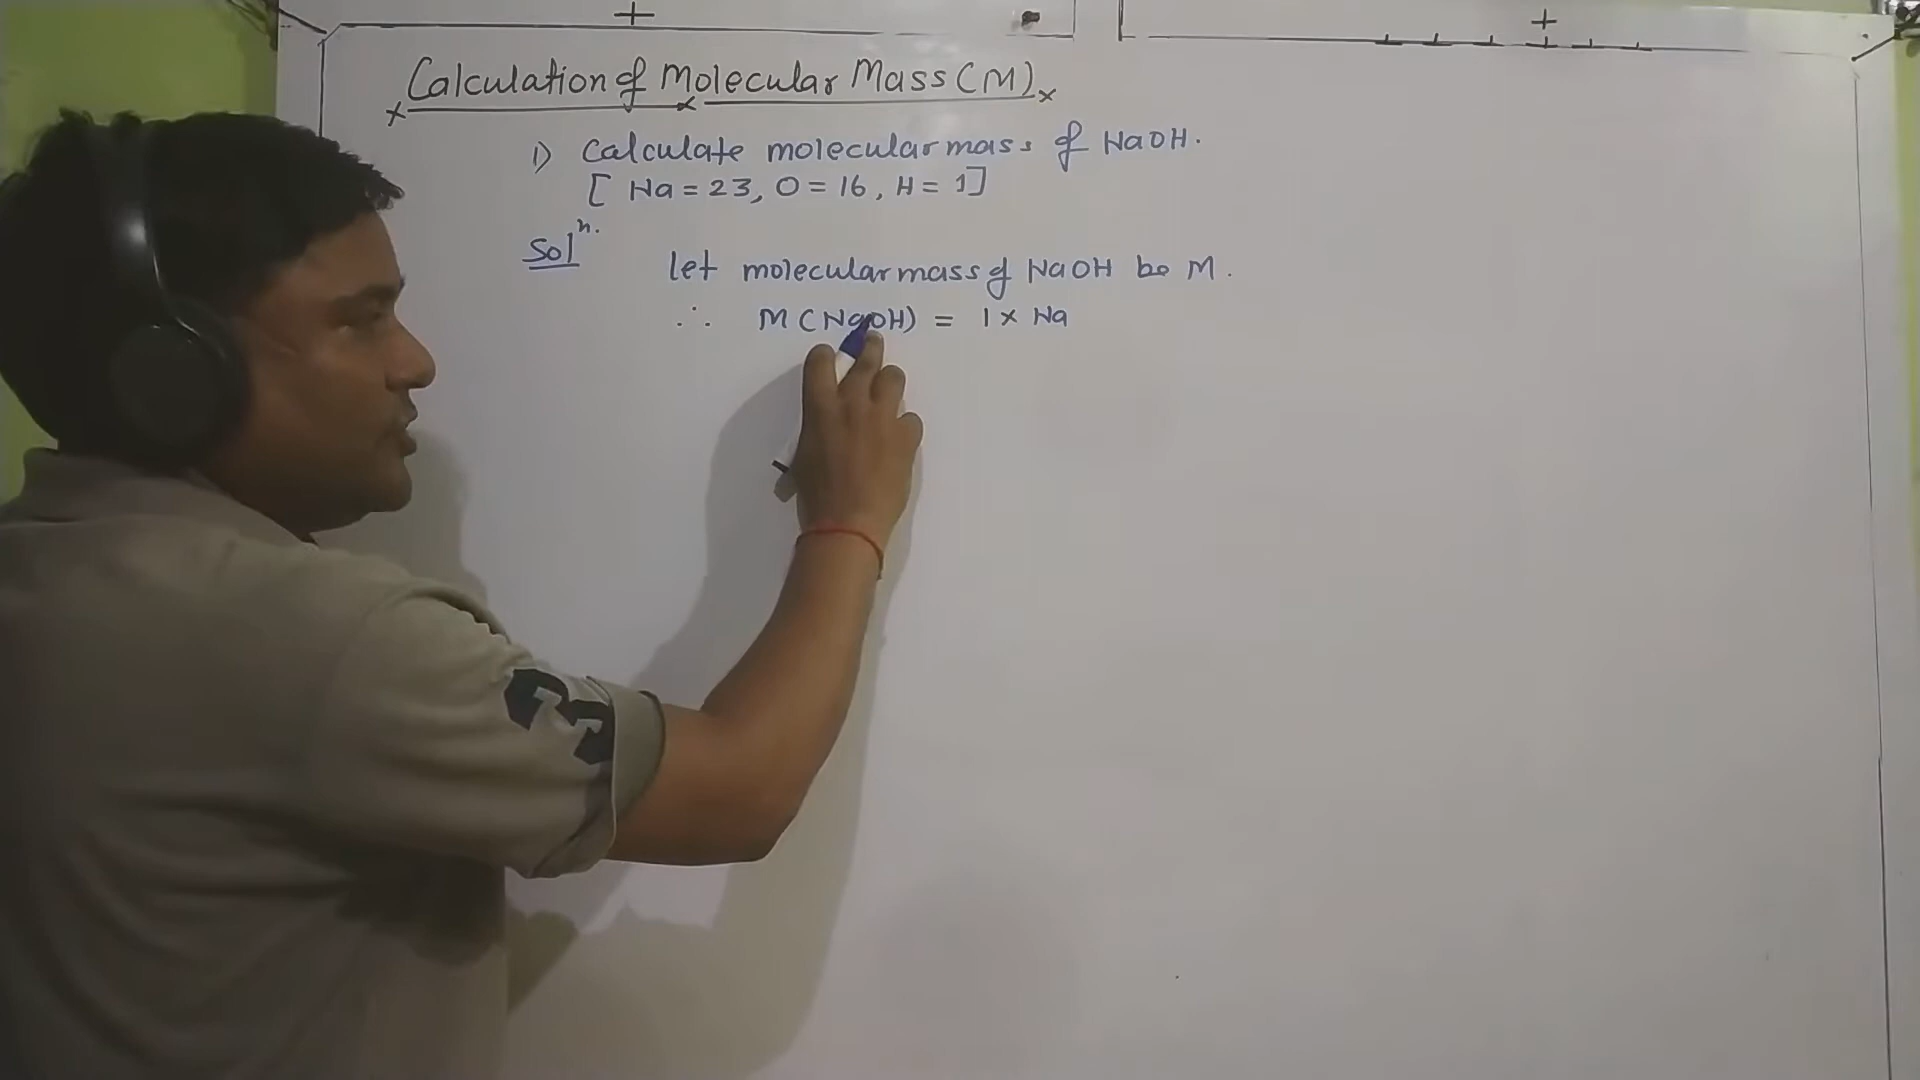 Calculation of Molecular Mass (M)
1) Calculate molecular mass of NaOH.
[ Na = 23, O = 16, H = 1]
Solⁿ.
let molecular mass of NaOH be M.
∴ M (NaOH) = 1 × Na